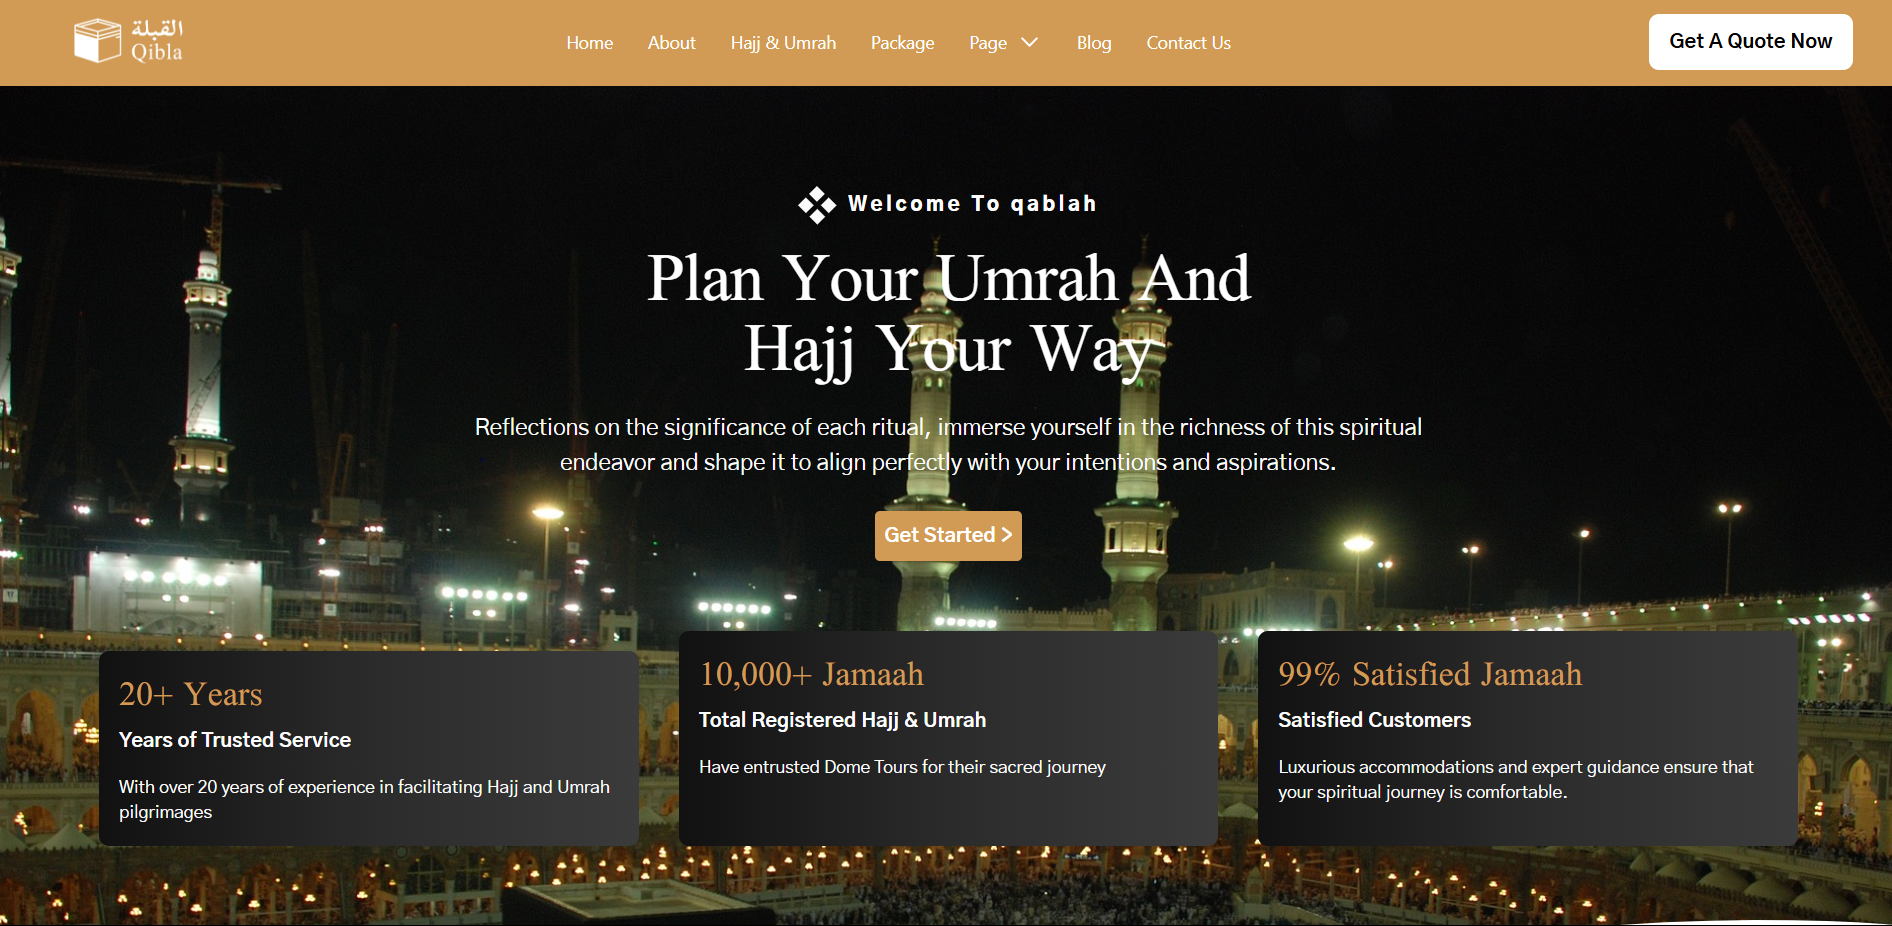 القبلة
Qibla
Home
About
Hajj & Umrah
Package
Page
Blog
Contact Us
Get A Quote Now
Welcome To qablah
Plan Your Umrah And
Hajj Your Way
Reflections on the significance of each ritual, immerse yourself in the richness of this spiritual
endeavor and shape it to align perfectly with your intentions and aspirations.
Get Started >
20+ Years
Years of Trusted Service
With over 20 years of experience in facilitating Hajj and Umrah
pilgrimages
10,000+ Jamaah
Total Registered Hajj & Umrah
Have entrusted Dome Tours for their sacred journey
99% Satisfied Jamaah
Satisfied Customers
Luxurious accommodations and expert guidance ensure that
your spiritual journey is comfortable.